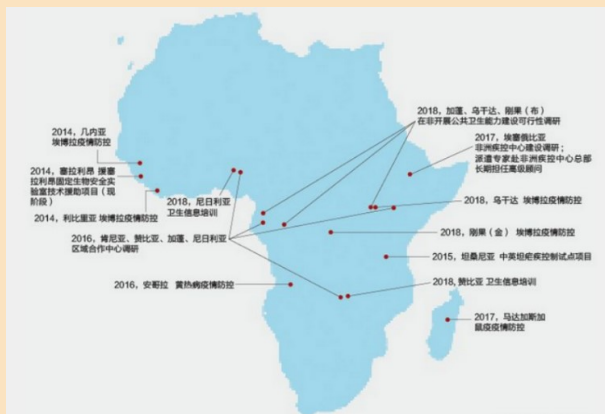 2018，加蓬、乌干达、刚果（布）
在非开展公共卫生能力建设可行性调研
2014，几内亚
埃博拉疫情防控
2017，埃塞俄比亚
非洲疾控中心建设调研；
派遣专家赴非洲疾控中心总部
长期担任高级顾问
2014，塞拉利昂 援塞
拉利昂固定生物安全实
验室技术援助项目（现
阶段）
2018，尼日利亚
卫生信息培训
2018，乌干达 埃博拉疫情防控
2014，利比里亚 埃博拉疫情防控
2018，刚果（金） 埃博拉疫情防控
2016，肯尼亚、赞比亚、加蓬、尼日利亚
区域合作中心调研
2015，坦桑尼亚 中英坦疟疾控制试点项目
2016，安哥拉 黄热病疫情防控
2018，赞比亚 卫生信息培训
2017，马达加斯加
鼠疫疫情防控